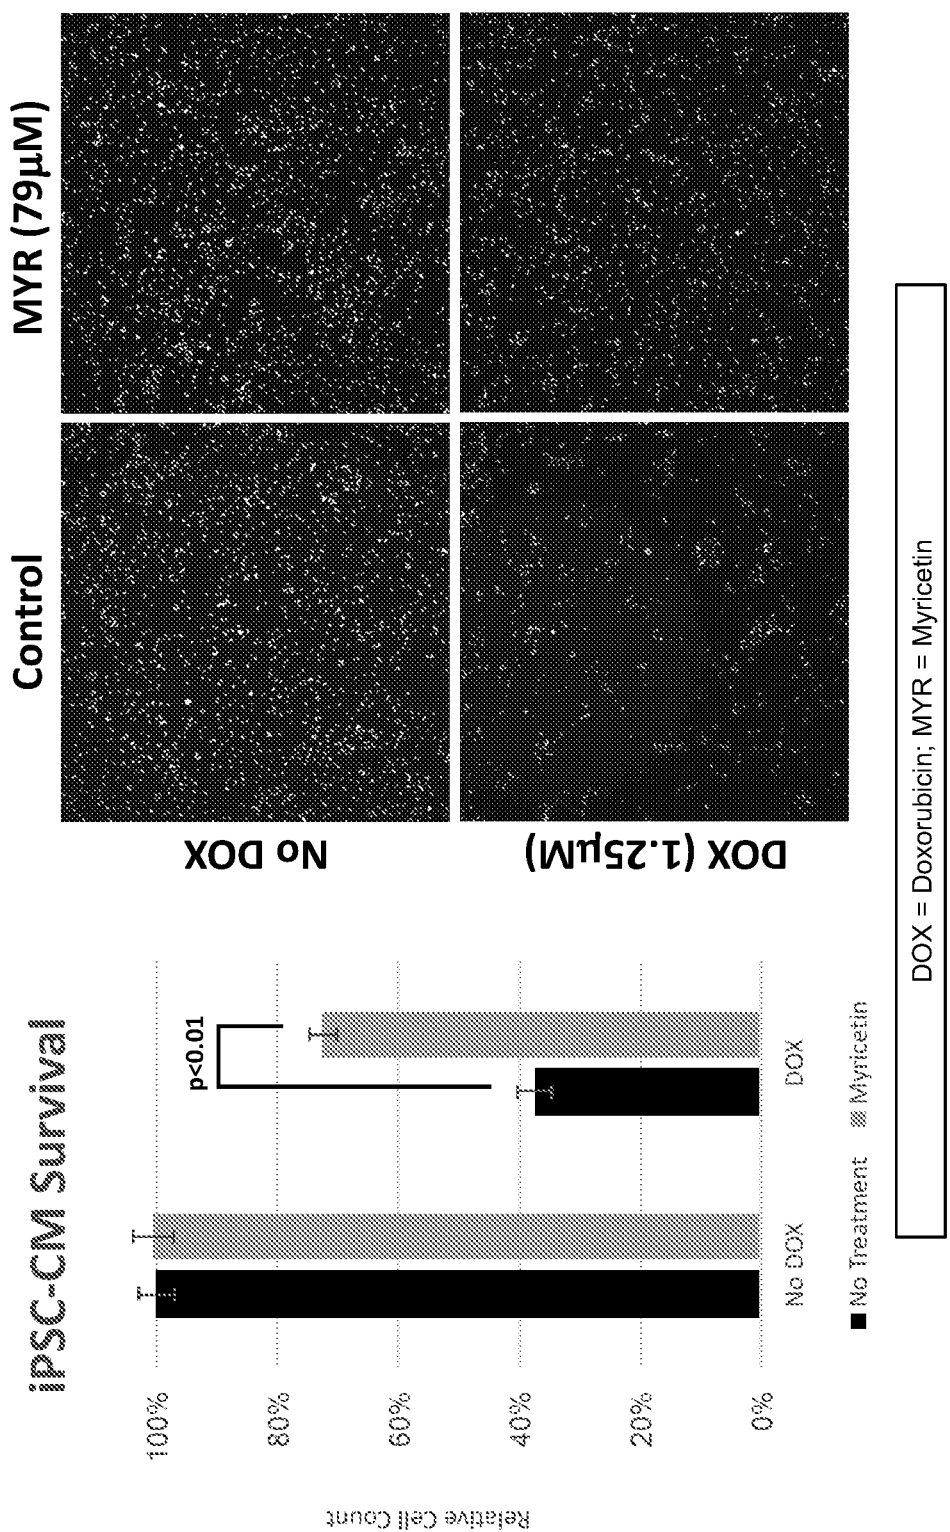 iPSC-CM Survival
Relative Cell Count
100%
80%
60%
40%
20%
0%
p<0.01
No DOX
DOX
No Treatment
Myricetin
Control
MYR (79µM)
No DOX
DOX (1.25µM)
DOX = Doxorubicin; MYR = Myricetin